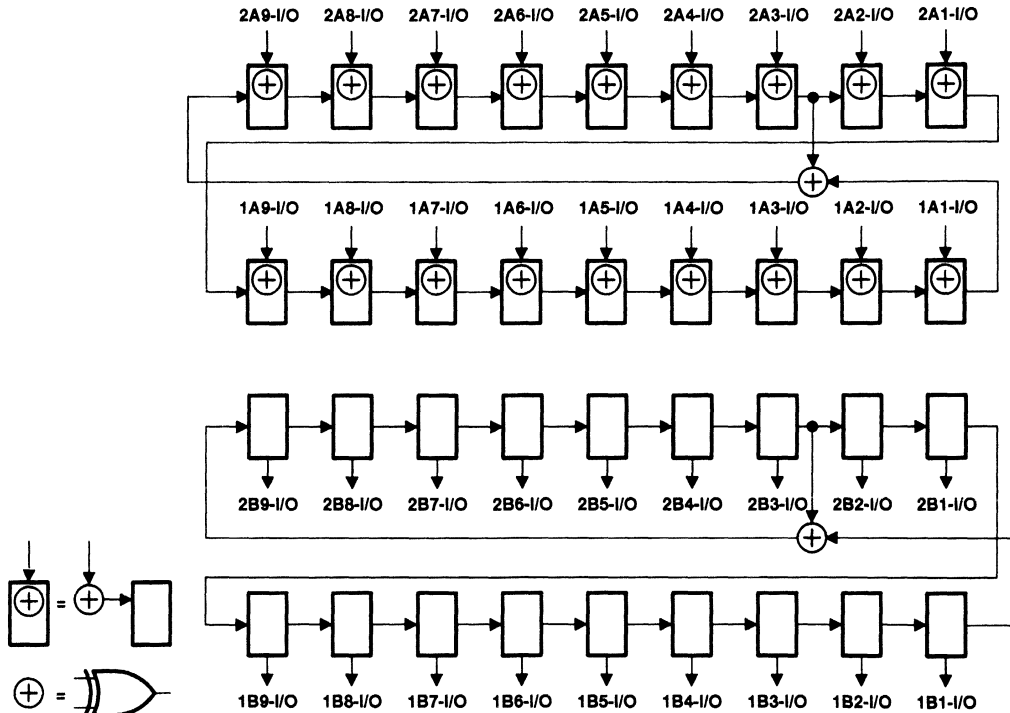 2A9-I/O 2A8-I/O 2A7-I/O 2A6-I/O 2A5-I/O 2A4-I/O 2A3-I/O 2A2-I/O 2A1-I/O
1A9-I/O 1A8-I/O 1A7-I/O 1A6-I/O 1A5-I/O 1A4-I/O 1A3-I/O 1A2-I/O 1A1-I/O
2B9-I/O 2B8-I/O 2B7-I/O 2B6-I/O 2B5-I/O 2B4-I/O 2B3-I/O 2B2-I/O 2B1-I/O
=
=
1B9-I/O 1B8-I/O 1B7-I/O 1B6-I/O 1B5-I/O 1B4-I/O 1B3-I/O 1B2-I/O 1B1-I/O